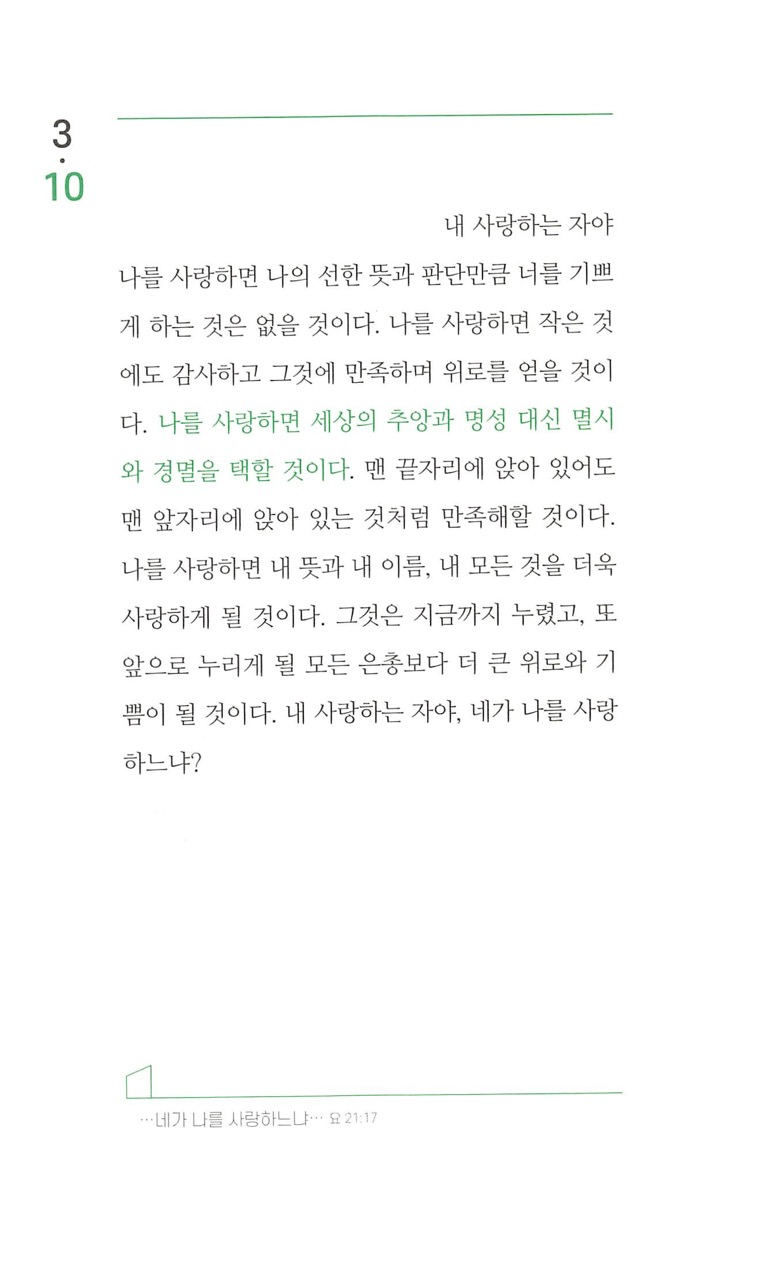 3
·
10
내 사랑하는 자야
나를 사랑하면 나의 선한 뜻과 판단만큼 너를 기쁘
게 하는 것은 없을 것이다. 나를 사랑하면 작은 것
에도 감사하고 그것에 만족하며 위로를 얻을 것이
다. 나를 사랑하면 세상의 추앙과 명성 대신 멸시
와 경멸을 택할 것이다. 맨 끝자리에 앉아 있어도
맨 앞자리에 앉아 있는 것처럼 만족해할 것이다.
나를 사랑하면 내 뜻과 내 이름, 내 모든 것을 더욱
사랑하게 될 것이다. 그것은 지금까지 누렸고, 또
앞으로 누리게 될 모든 은총보다 더 큰 위로와 기
쁨이 될 것이다. 내 사랑하는 자야, 네가 나를 사랑
하느냐?
…네가 나를 사랑하느냐… 요 21:17